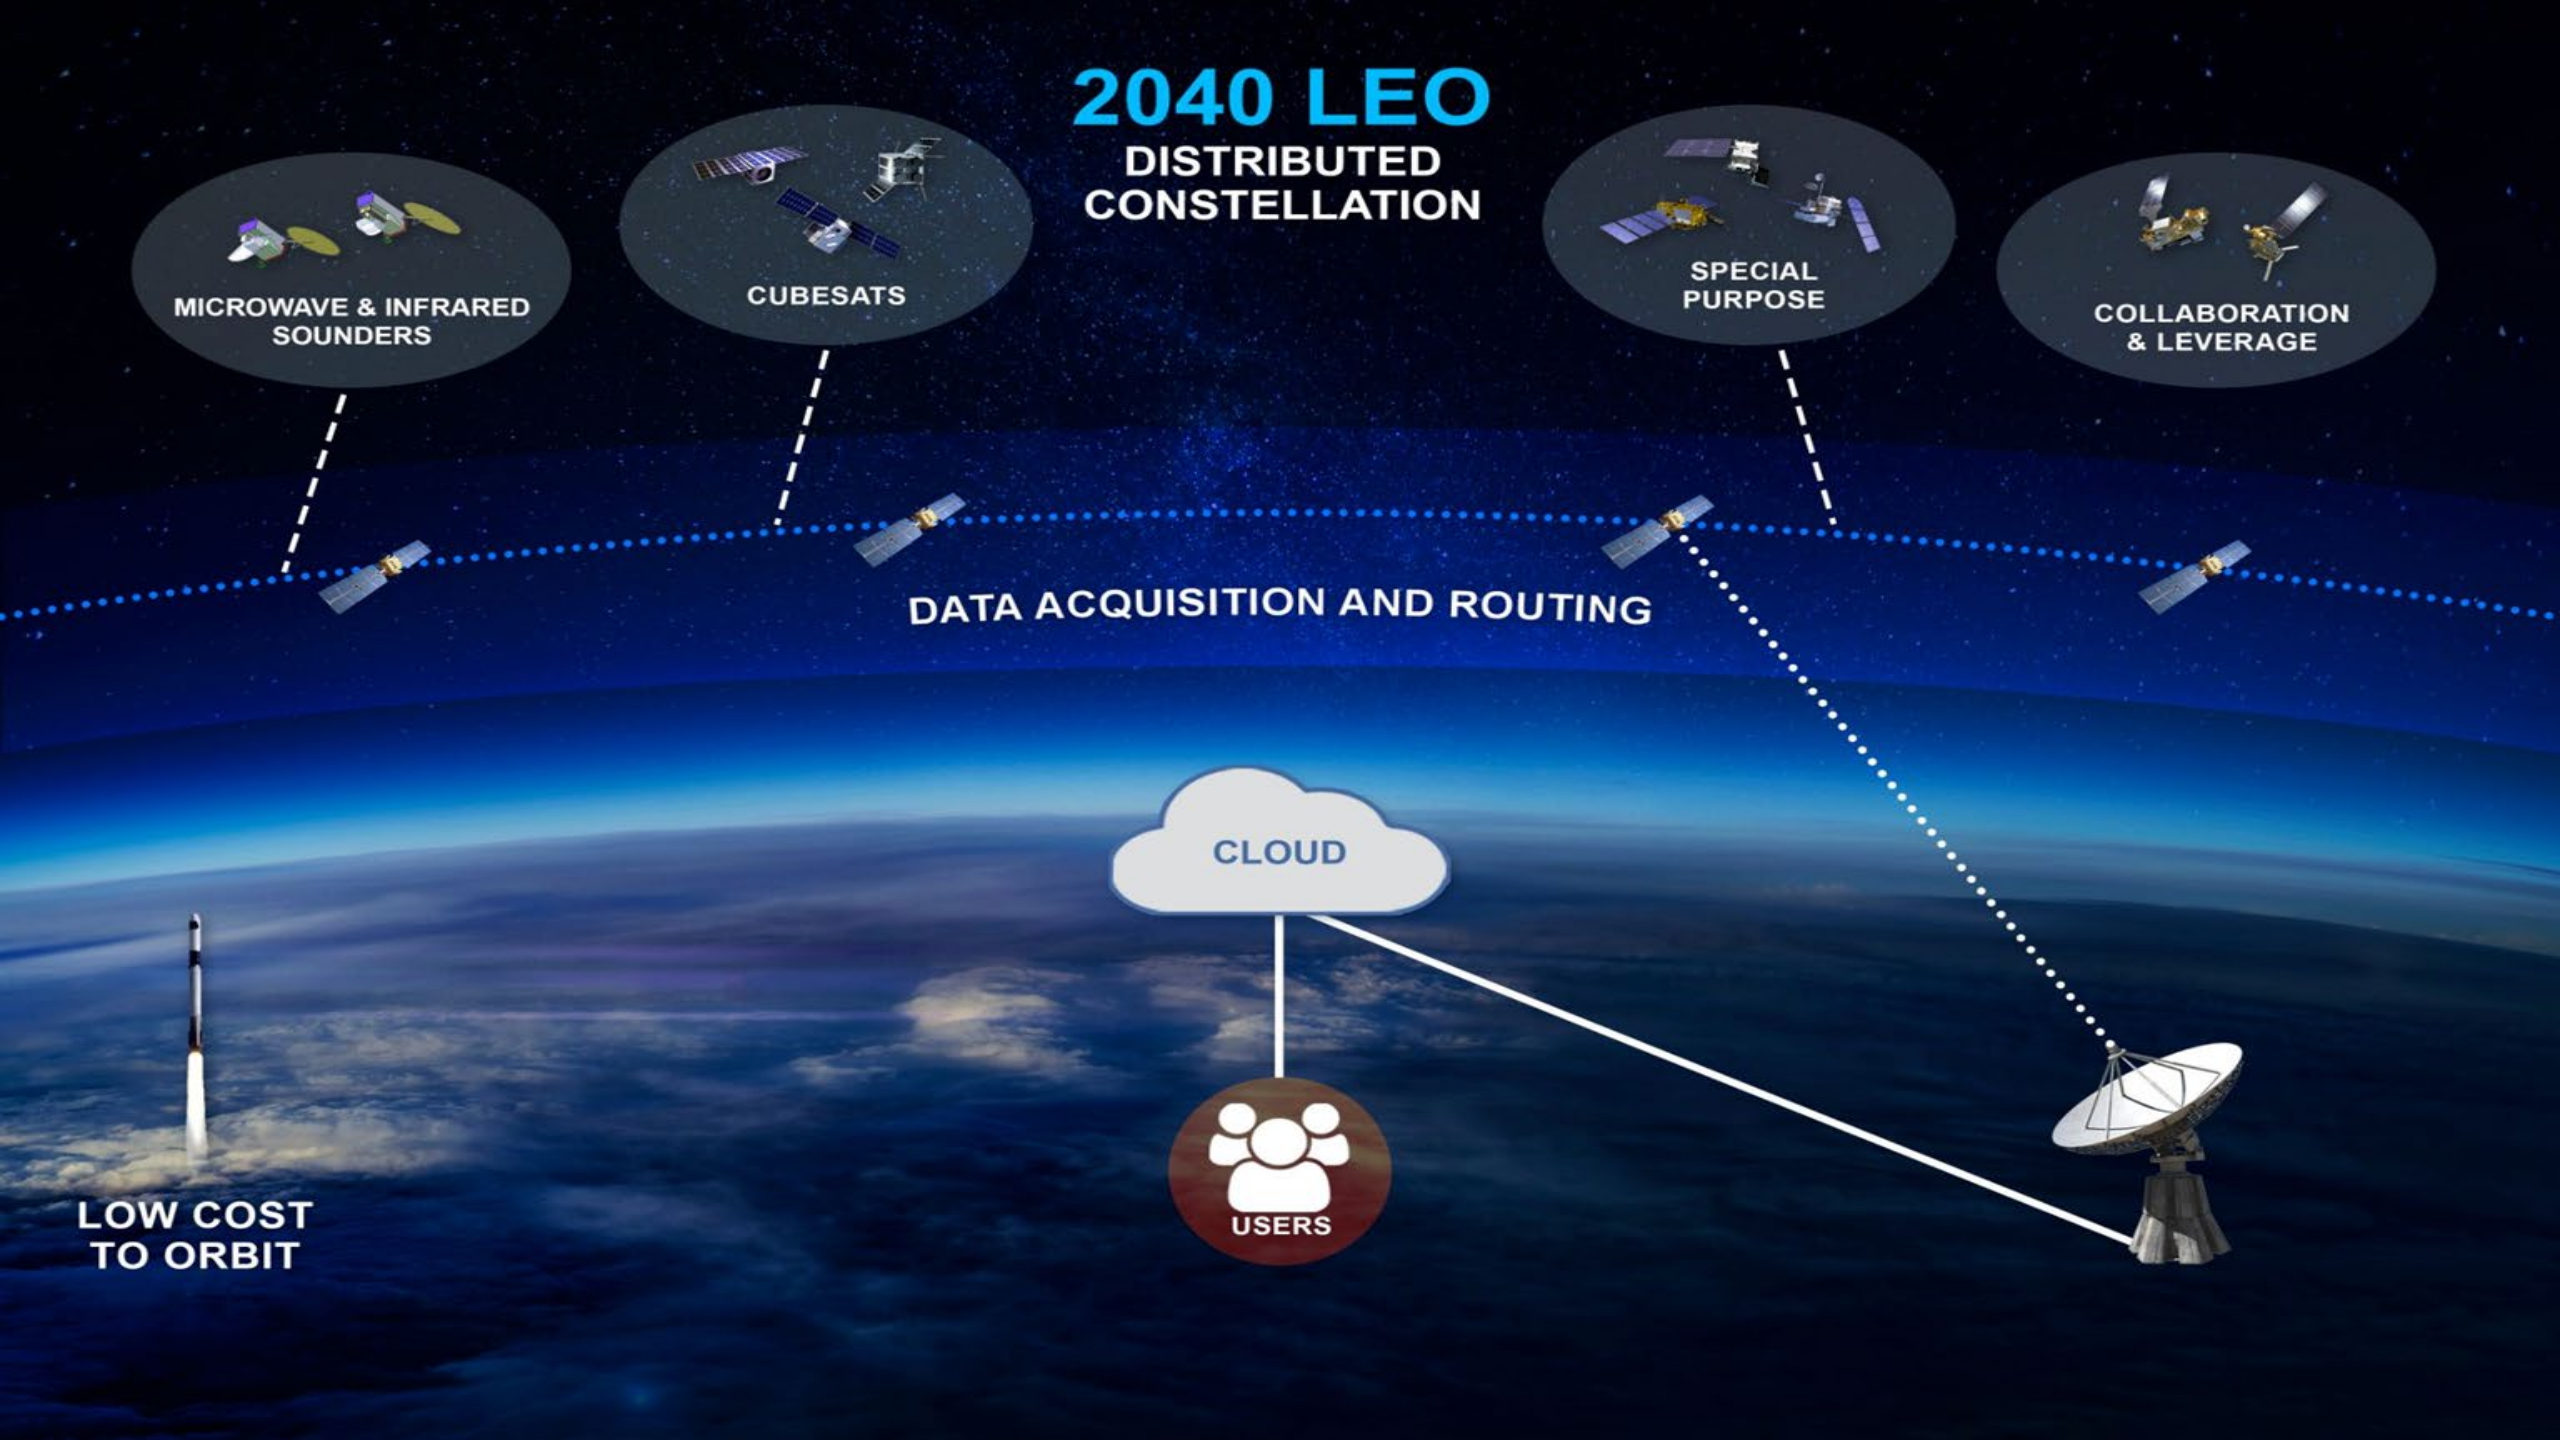 2040 LEO
DISTRIBUTED
CONSTELLATION
MICROWAVE & INFRARED
SOUNDERS
CUBESATS
SPECIAL
PURPOSE
COLLABORATION
& LEVERAGE
DATA ACQUISITION AND ROUTING
CLOUD
USERS
LOW COST
TO ORBIT